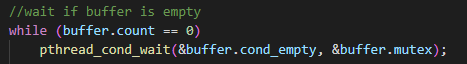 //wait if buffer is empty
while (buffer.count == 0)
    pthread_cond_wait(&buffer.cond_empty, &buffer.mutex);